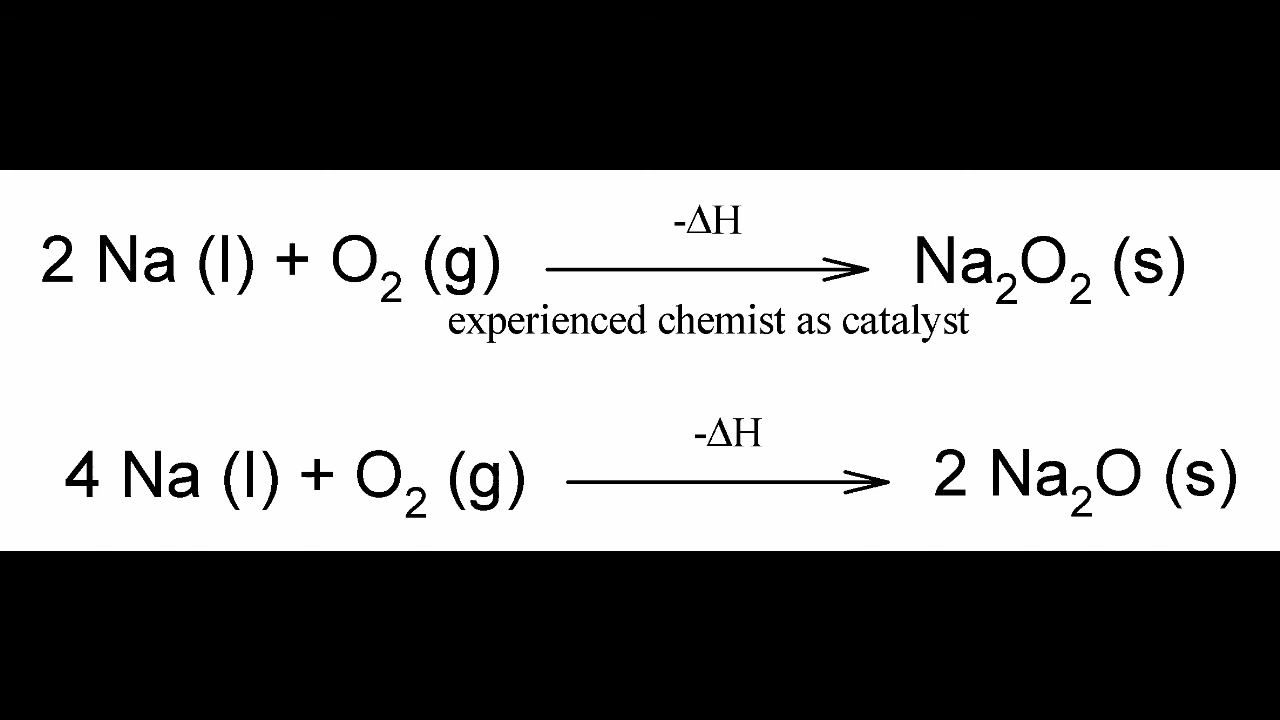 -ΔH
2 Na (l) + O₂ (g) Na₂O₂ (s)
experienced chemist as catalyst
-ΔH
4 Na (l) + O₂ (g) 2 Na₂O (s)